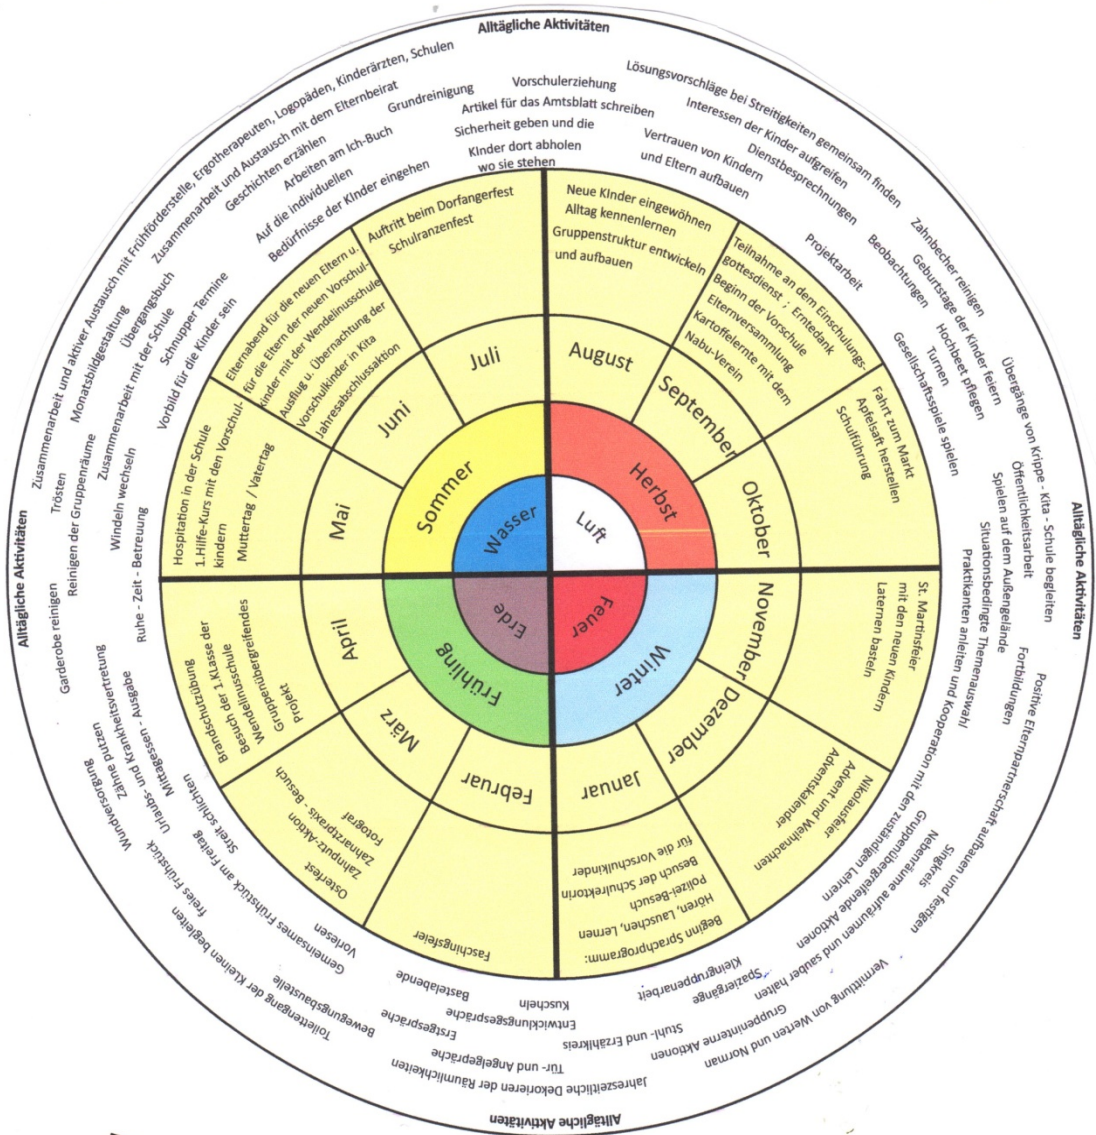 Alltägliche Aktivitäten
Vorschulerziehung
Artikel für das Amtsblatt schreiben
Sicherheit geben und die
KInder dort abholen
wo sie stehen
Lösungsvorschläge bei Streitigkeiten gemeinsam finden
Interessen der Kinder aufgreifen
Vertrauen von Kindern
und Eltern aufbauen
Dienstbesprechnungen
Projektarbeit
Zahnbecher reinigen
Geburtstage der Kinder feiern
Beobachtungen
Hochbeet pflegen
Turnen
Gesellschaftsspiele spielen
Alltägliche Aktivitäten
Übergänge von Krippe - Kita - Schule begleiten
Öffentlichkeitsarbeit
Spielen auf dem Außengelände
Situationsbedingte Themenauswahl
Praktikanten anleiten und Kooperation mit den zuständigen Lehrern
Fortbildungen
Positive Elternpartnerschaft aufbauen und festigen
Singkreis
Nebenräume aufräumen und sauber halten
Gruppenübergreifende Aktionen
Vermittlung von Werten und Norman
Gruppeninterne Aktionen
Spaziergänge
Kleingruppenarbeit
Stuhl- und Erzählkreis
Jahreszeitliche Dekorieren der Räumlichkeiten
Alltägliche Aktivitäten
Kuscheln
Entwicklungsgespräche
Tür- und Angelgepräche
Erstgespräche
Bastelabende
Bewegungsbaustelle
Toilettengang der KLeinen begleiten
Vorlesen
Gemeinsames Frühstück am Freitag
freies Frühstück
Streit schlichten
Mittagessen - Ausgabe
Urlaubs- und Krankheitsvertretung
Zähne putzen
Wundversorgung
Alltägliche Aktivitäten
Garderobe reinigen
Ruhe - Zeit - Betreuung
Windeln wechseln
Reinigen der Gruppenräume
Trösten
Zusammenarbeit mit der Schule
Vorbild für die Kinder sein
Schnupper Termine
Übergangsbuch
Monatsbildgestaltung
Zusammenarbeit und aktiver Austausch mit Frühförderstelle, Ergotherapeuten, Logopäden, Kinderärzten, Schulen
Zusammenarbeit und Austausch mit dem Elternbeirat
Geschichten erzählen
Grundreinigung
Arbeiten am Ich-Buch
Auf die individuellen
Bedürfnisse der KInder eingehen
Neue KInder eingewöhnen
Alltag kennenlernen
Gruppenstruktur entwickeln
und aufbauen
Teilnahme an dem Einschulungs-
gottesdienst ; Erntedank
Beginn der Vorschule
Elternversammlung
Kartoffelernte mit dem
Nabu-Verein
Fahrt zum Markt
Apfelsaft herstellen
Schulführung
St. Martinsfeier
mit den neuen Kindern
Laternen basteln
Nikolausfeier
Advent und Weihnachten
Adventskalender
Beginn Sprachprogramm:
Hören, Lauschen, Lernen
Polizei-Besuch
Besuch der Schulrektorin
für die Vorschulkinder
Faschingsfeier
Osterfest
Zahnputz-Aktion
Zahnarztpraxis - Besuch
Fotograf
Brandschutzübung
Besuch der 1.Klasse der
Wendelinusschule
Gruppenübergreifendes
Projekt
Hospitation in der Schule
1.Hilfe-Kurs mit den Vorschul-
kindern
Muttertag / Vatertag
Elternabend für die neuen Eltern u.
für die Eltern der neuen Vorschul-
kinder mit der Wendelinusschule
Ausflug u. Übernachtung der
Vorschulkinder in Kita
Jahresabschlussaktion
Auftritt beim Dorfangerfest
Schulranzenfest
August
September
Oktober
November
Dezember
Januar
Februar
März
April
Mai
Juni
Juli
Sommer
Herbst
Winter
Frühling
Wasser
Luft
Feuer
Erde